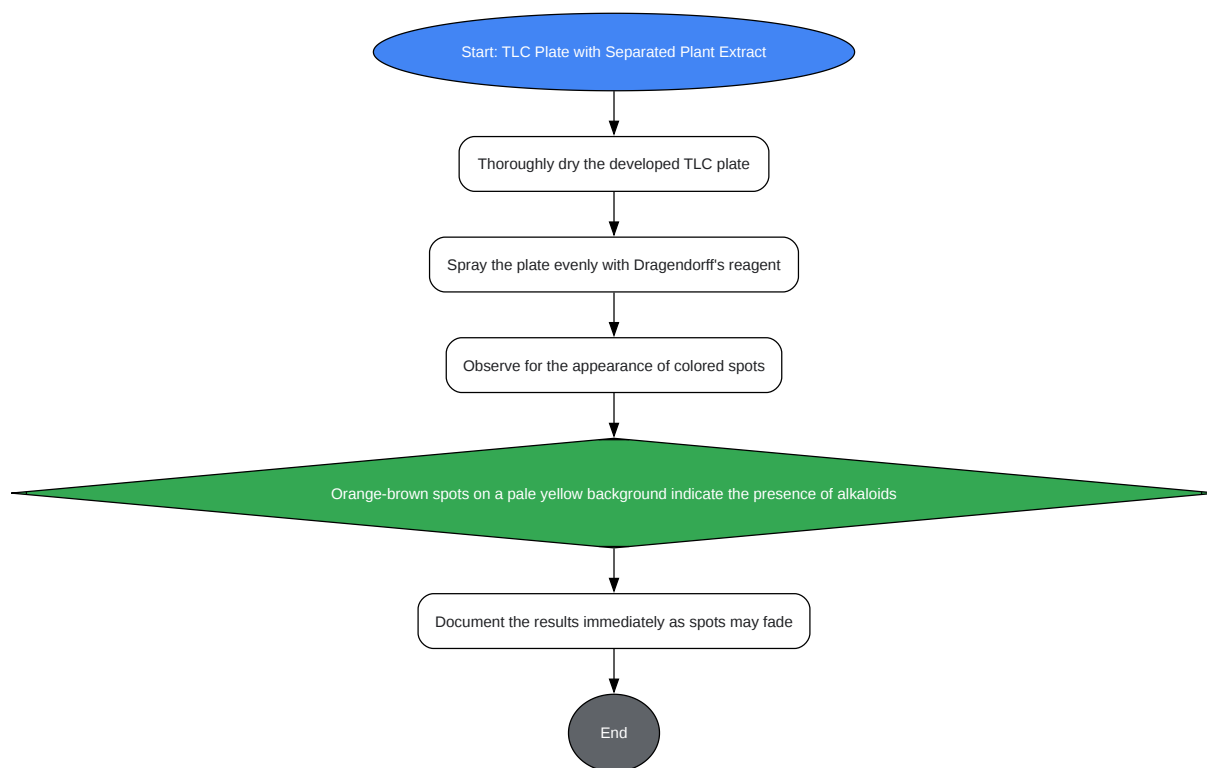 Start: TLC Plate with Separated Plant Extract
Thoroughly dry the developed TLC plate
Spray the plate evenly with Dragendorff's reagent
Observe for the appearance of colored spots
Orange-brown spots on a pale yellow background indicate the presence of alkaloids
Document the results immediately as spots may fade
End